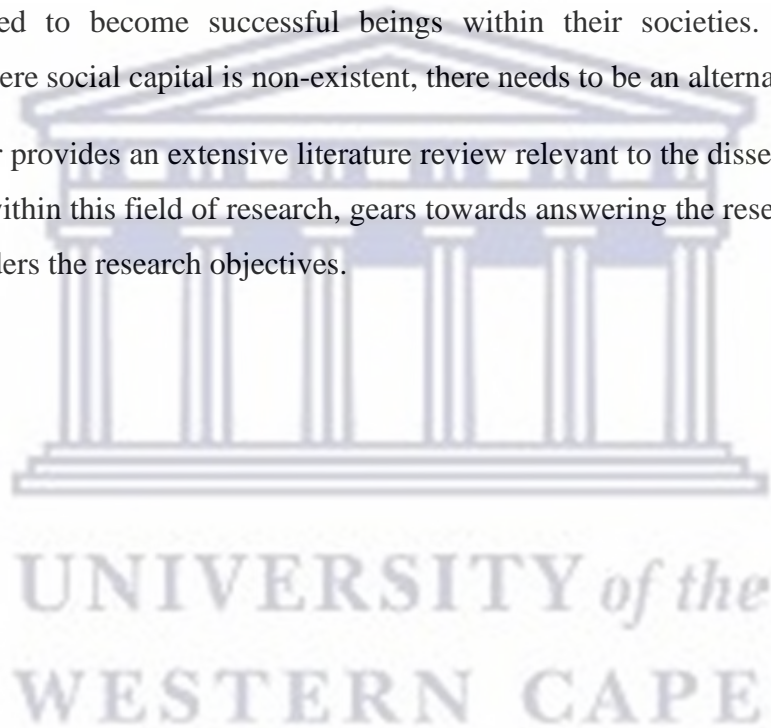 ed to become successful beings within their societies.
ere social capital is non-existent, there needs to be an alterna
r provides an extensive literature review relevant to the disse
vithin this field of research, gears towards answering the rese
ders the research objectives.
UNIVERSITY of the
WESTERN CAPE